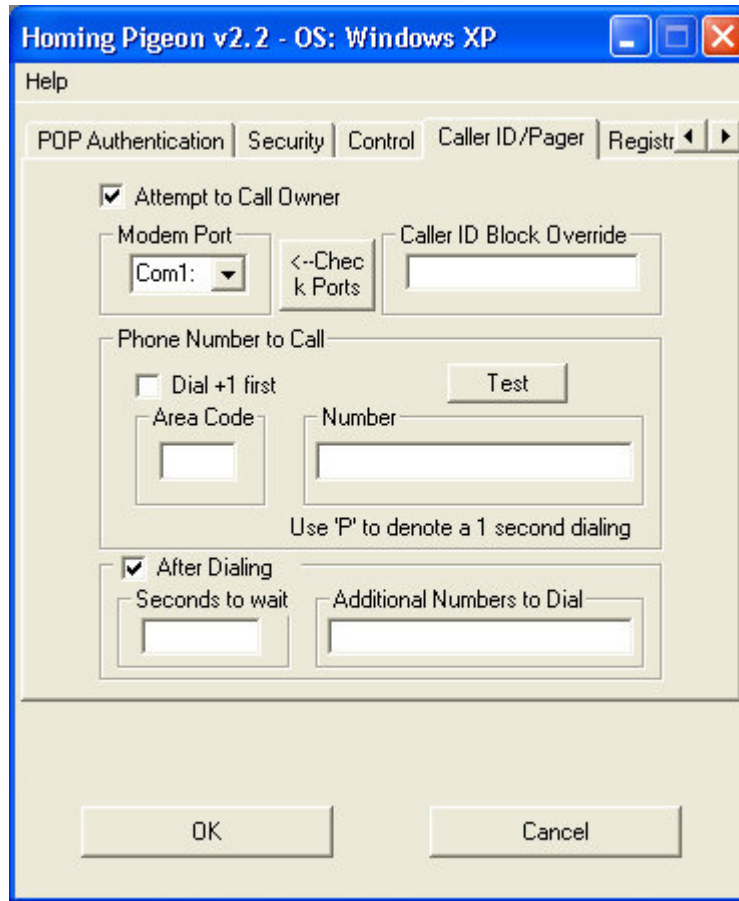 Homing Pigeon v2.2 - OS: Windows XP
Help
POP Authentication Security Control Caller ID/Pager Registr
Attempt to Call Owner
Modem Port
Com1:
<--Chec
k Ports
Caller ID Block Override
Phone Number to Call
Dial +1 first
Test
Area Code
Number
Use 'P' to denote a 1 second dialing
After Dialing
Seconds to wait
Additional Numbers to Dial
OK
Cancel